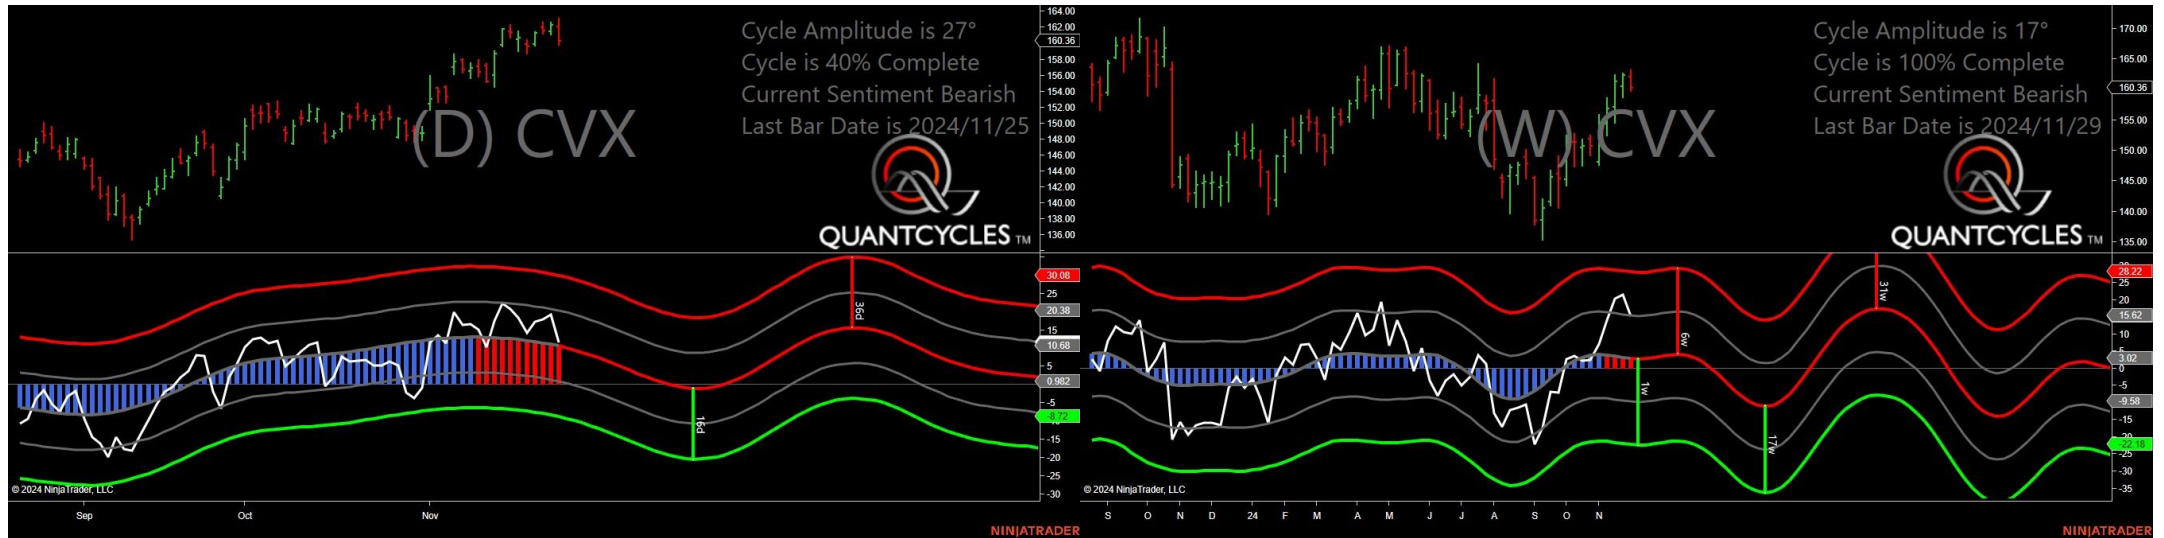 Cycle Amplitude is 27°
Cycle is 40% Complete
Current Sentiment Bearish
Last Bar Date is 2024/11/25
(D) CVX
QUANTCYCLES TM
164.00
162.00
160.36
158.00
156.00
154.00
152.00
150.00
148.00
146.00
144.00
142.00
140.00
138.00
136.00
30.08
25
20.38
15
10.68
5
0.982
-5
-8.72
-15
-20
-25
-30
36d
16d
© 2024 NinjaTrader, LLC
Sep Oct Nov
NINJATRADER
Cycle Amplitude is 17°
Cycle is 100% Complete
Current Sentiment Bearish
Last Bar Date is 2024/11/29
(W) CVX
QUANTCYCLES TM
170.00
165.00
160.36
155.00
150.00
145.00
140.00
135.00
28.22
25
20
15.62
10
3.02
0
-5
-9.58
-15
-22.18
-25
-30
-35
31w
6w
1w
17w
© 2024 NinjaTrader, LLC
S O N D 24 F M A M J J A S O N
NINJATRADER